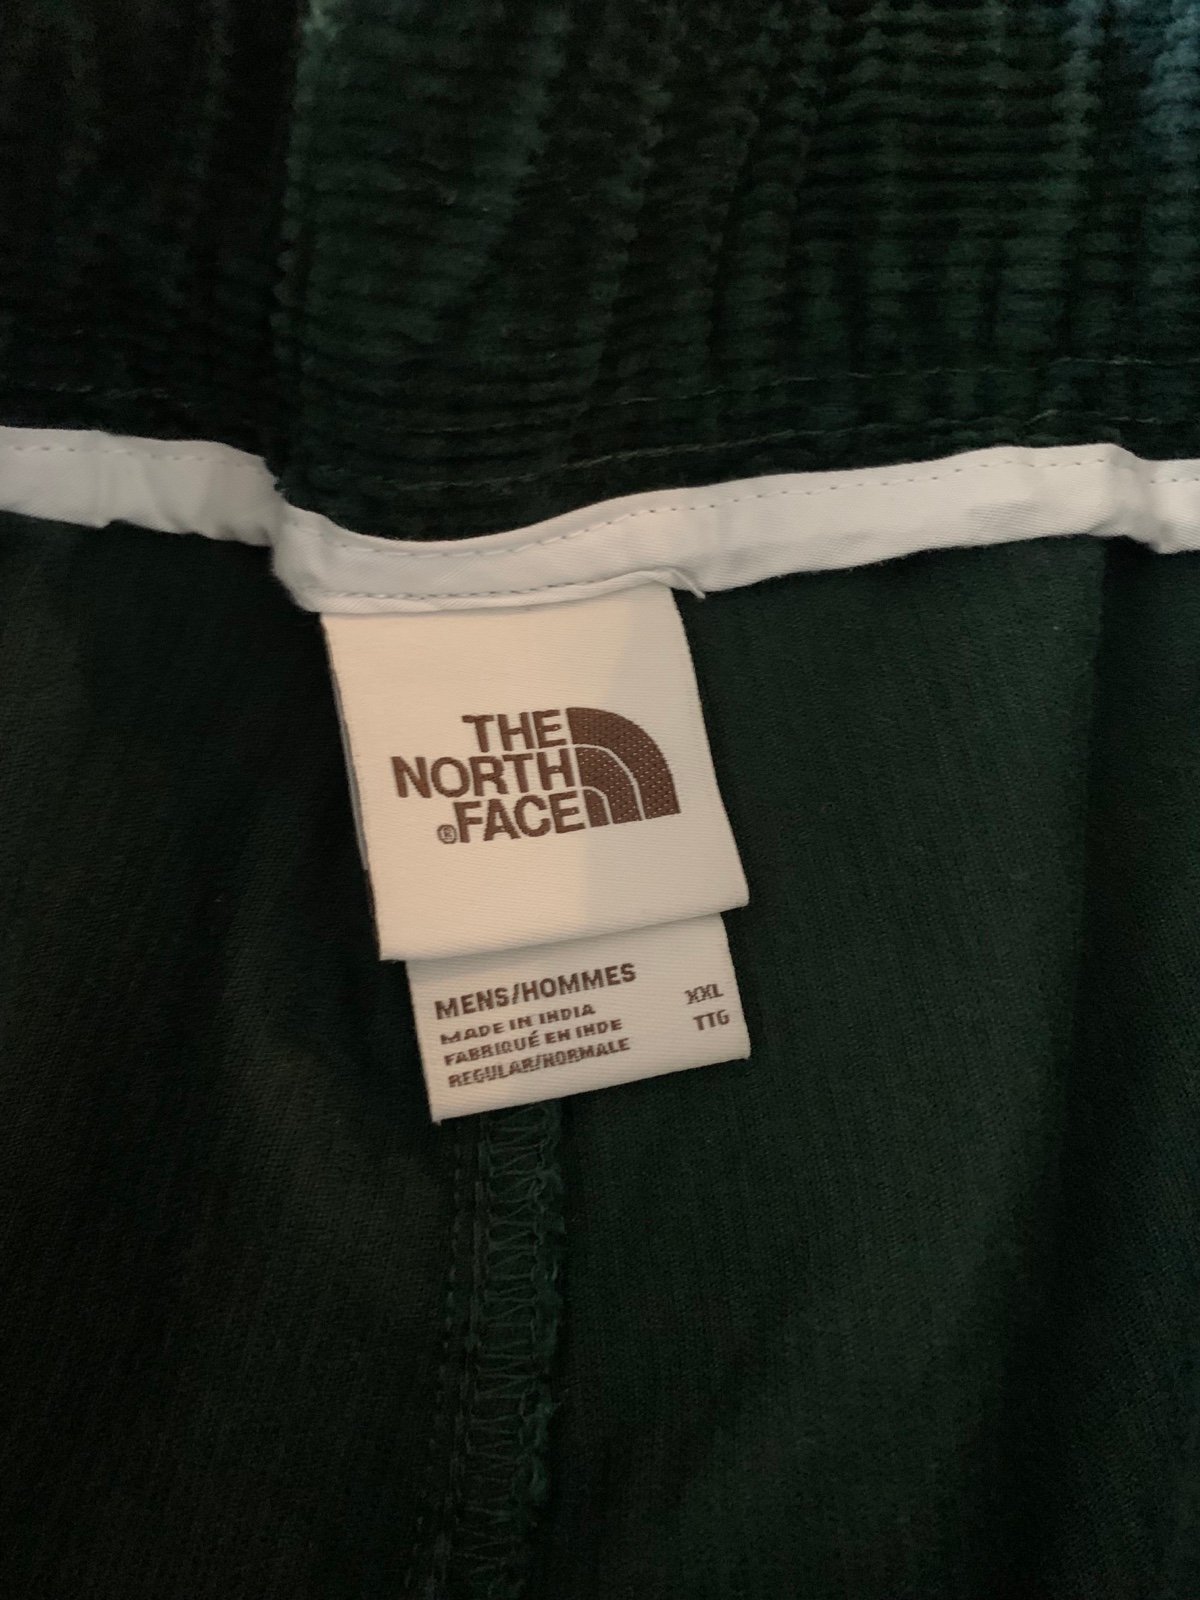 THE
NORTH
®FACE
MENS/HOMMES
MADE IN INDIA XXL
FABRIQUÉ EN INDE TTG
REGULAR/NORMALE